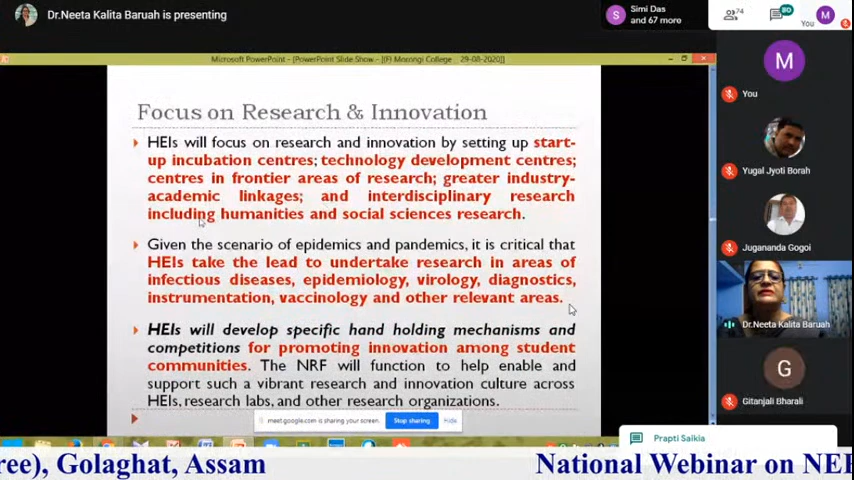 Dr.Neeta Kalita Baruah is presenting
Simi Das
and 67 more
74
80
You
M
S
Microsoft PowerPoint - [PowerPoint Slide Show - [(F) Morongi College 29-08-2020]]
Focus on Research & Innovation
HEIs will focus on research and innovation by setting up start-
up incubation centres; technology development centres;
centres in frontier areas of research; greater industry-
academic linkages; and interdisciplinary research
including humanities and social sciences research.
Given the scenario of epidemics and pandemics, it is critical that
HEIs take the lead to undertake research in areas of
infectious diseases, epidemiology, virology, diagnostics,
instrumentation, vaccinology and other relevant areas.
HEIs will develop specific hand holding mechanisms and
competitions for promoting innovation among student
communities. The NRF will function to help enable and
support such a vibrant research and innovation culture across
HEIs, research labs, and other research organizations.
meet.google.com is sharing your screen.
Stop sharing
Hide
M
You
Yugal Jyoti Borah
Jugananda Gogoi
Dr.Neeta Kalita Baruah
G
Gitanjali Bharali
Prapti Saikia
ree), Golaghat, Assam
National Webinar on NE